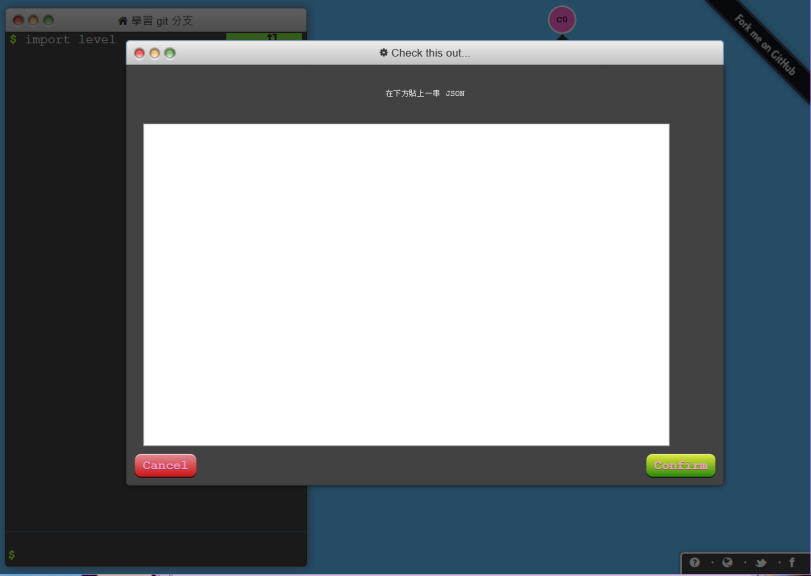 學習 git 分支
$ import level
C0
Fork me on GitHub
Check this out...
在下方貼上一串 JSON
Cancel
Confirm
$